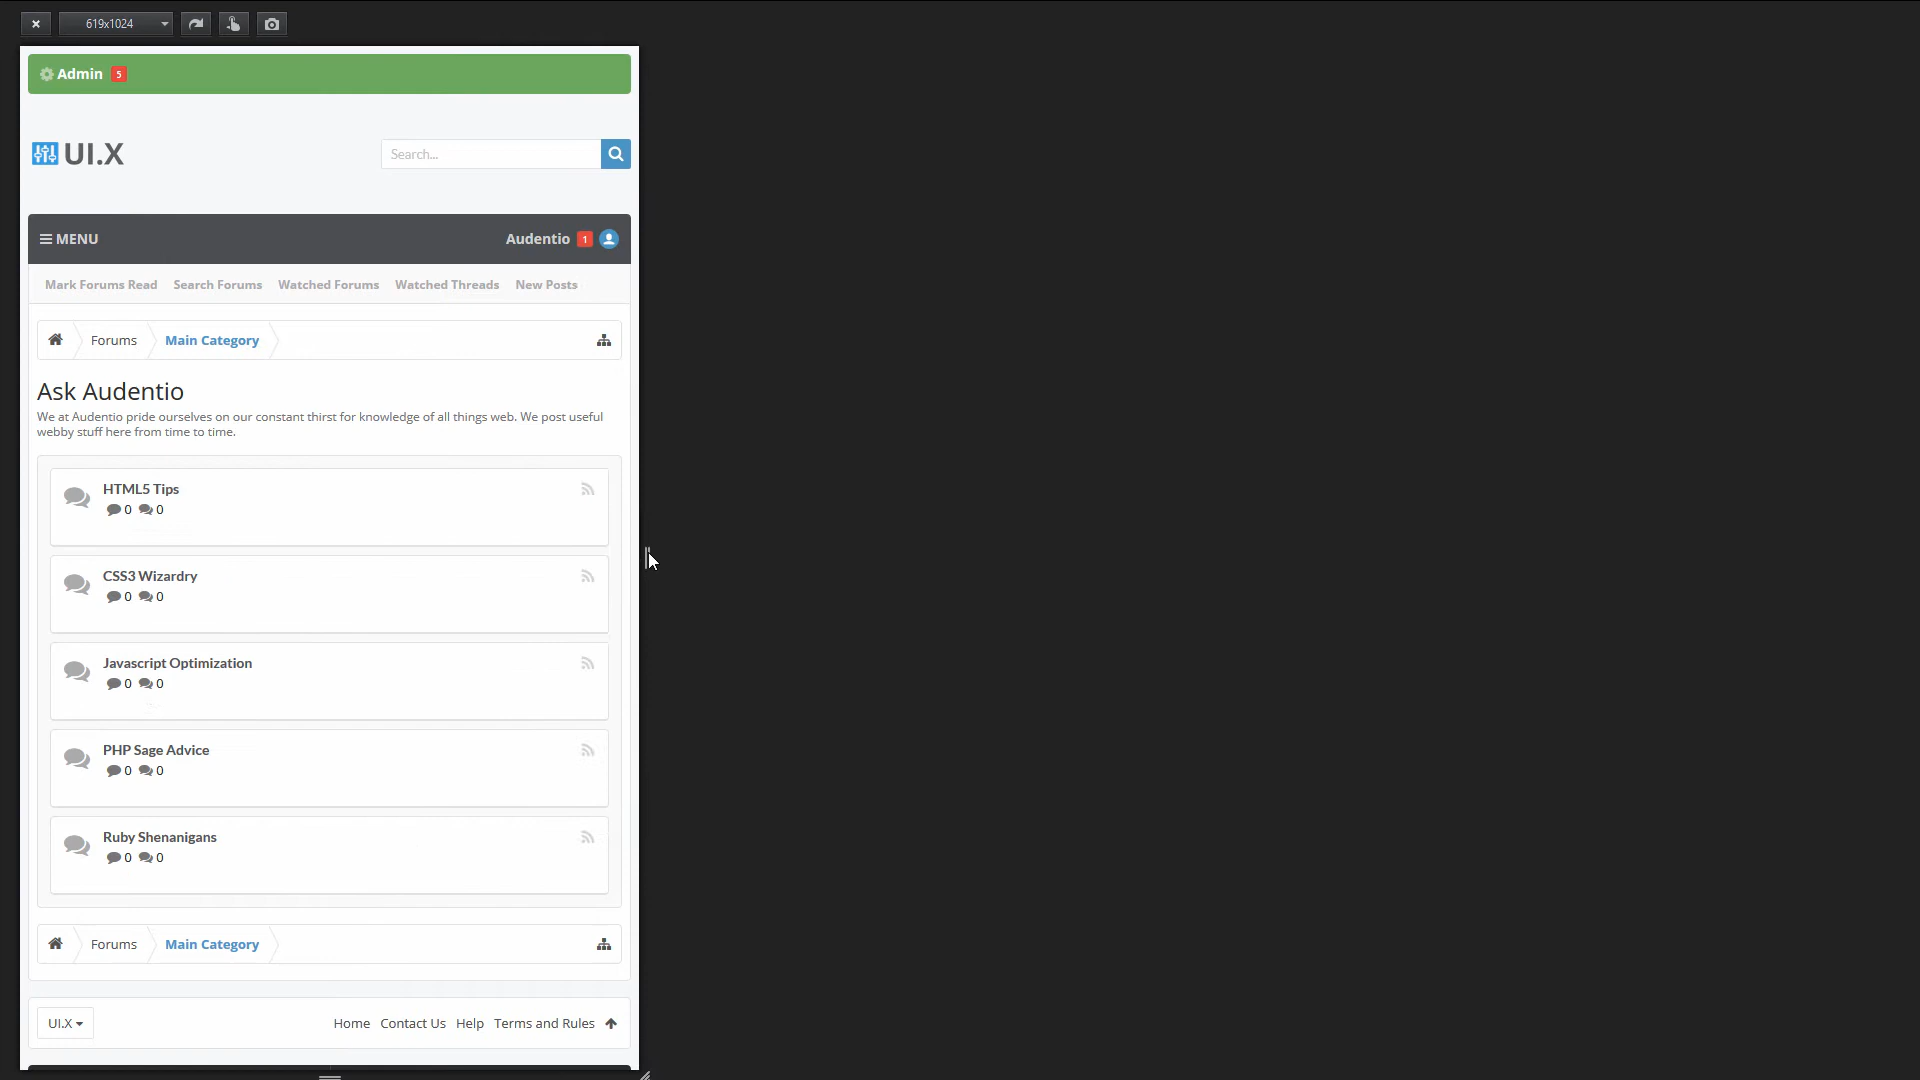 619x1024
Admin 5
UI.X
Search...
MENU
Audentio 1
Mark Forums Read Search Forums Watched Forums Watched Threads New Posts
Forums Main Category
Ask Audentio
We at Audentio pride ourselves on our constant thirst for knowledge of all things web. We post useful
webby stuff here from time to time.
HTML5 Tips
0 0
CSS3 Wizardry
0 0
Javascript Optimization
0 0
PHP Sage Advice
0 0
Ruby Shenanigans
0 0
Forums Main Category
UI.X Home Contact Us Help Terms and Rules